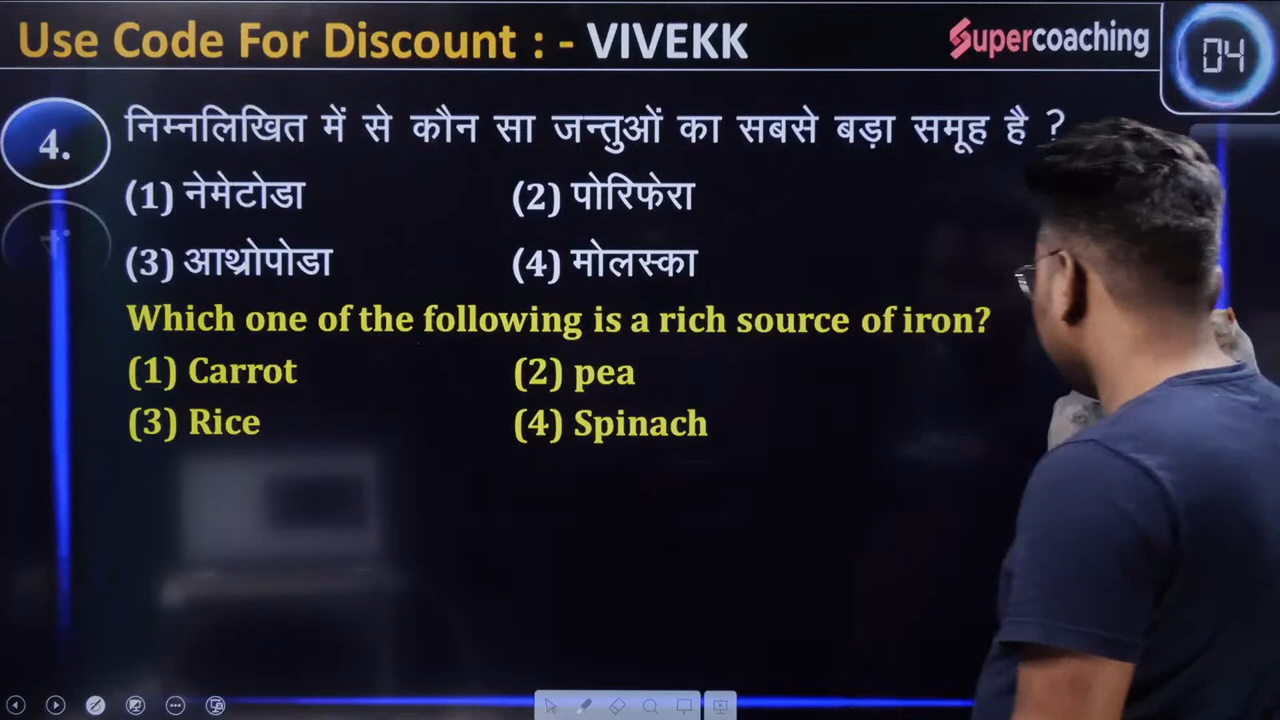 Use Code For Discount : - VIVEKK
Supercoaching
04
4.
निम्नलिखित में से कौन सा जन्तुओं का सबसे बड़ा समूह है ?
(1) नेमेटोडा (2) पोरिफेरा
(3) आथ्रोपोडा (4) मोलस्का
Which one of the following is a rich source of iron?
(1) Carrot (2) pea
(3) Rice (4) Spinach